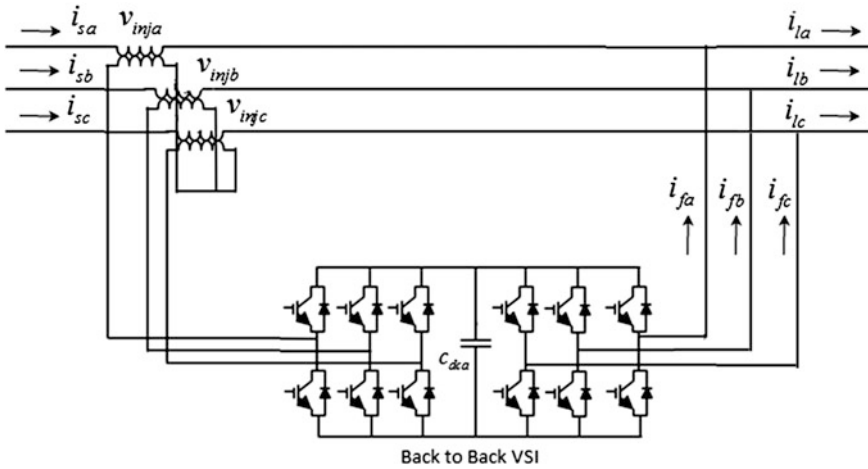 i_sa v_inja i_la
i_sb v_injb i_lb
i_sc v_injc i_lc
i_fa i_fb i_fc
c_dca
Back to Back VSI